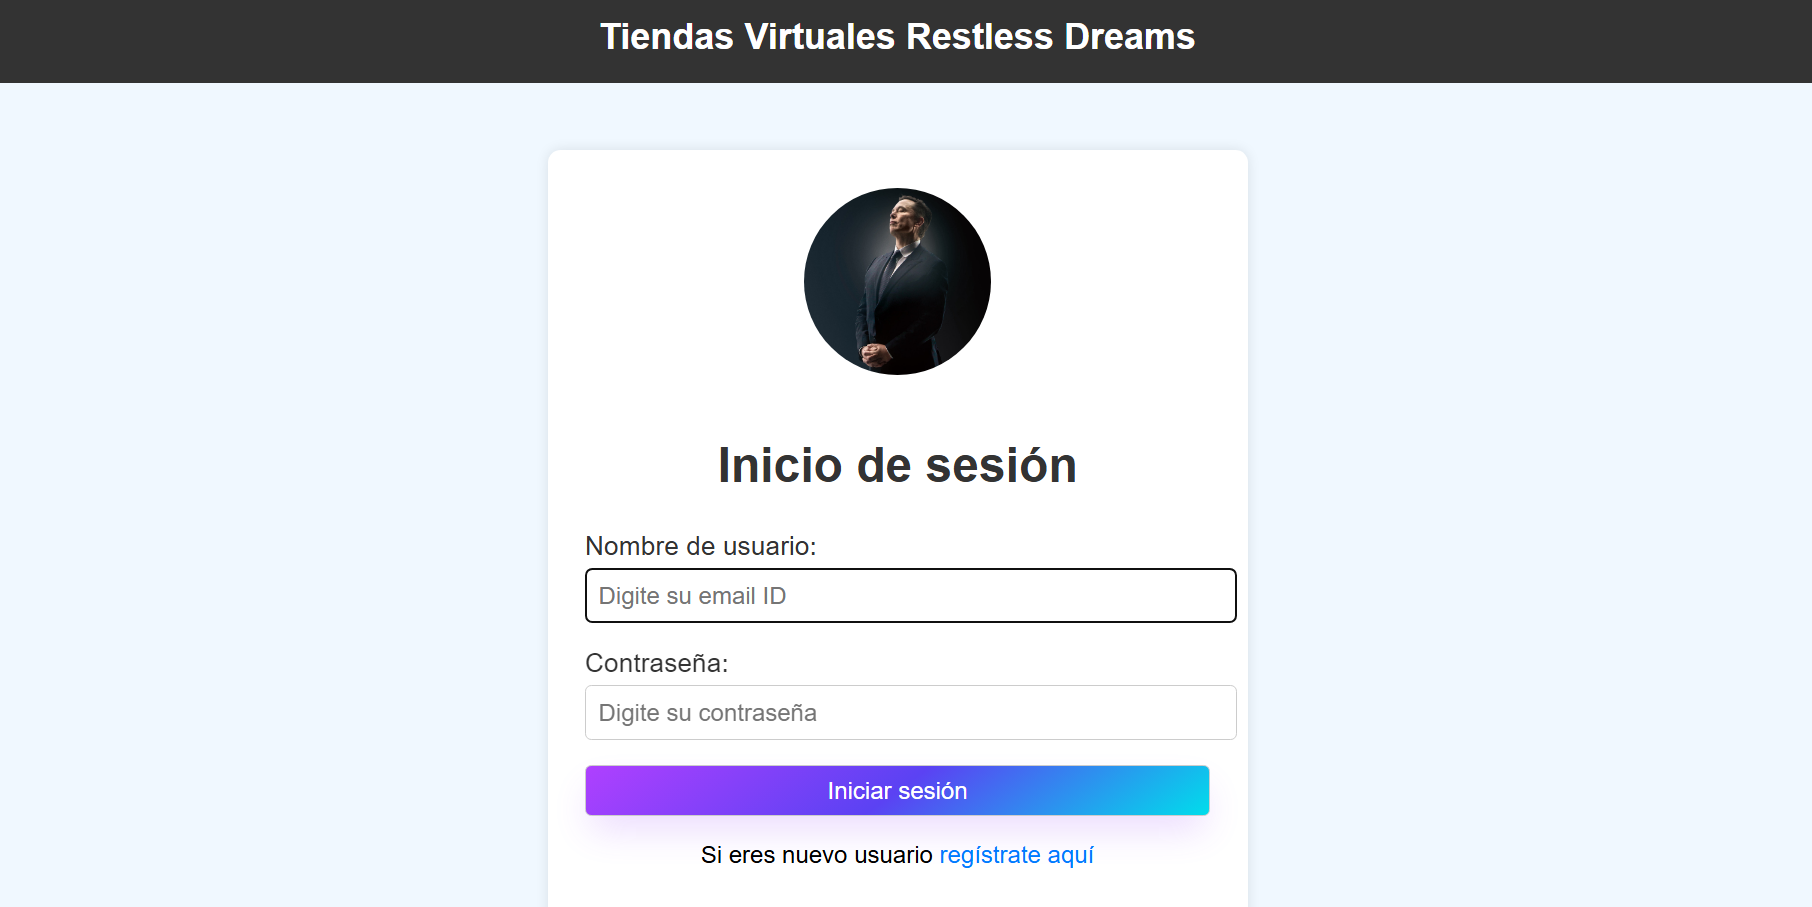 Tiendas Virtuales Restless Dreams
Inicio de sesión
Nombre de usuario:
Digite su email ID
Contraseña:
Digite su contraseña
Iniciar sesión
Si eres nuevo usuario regístrate aquí